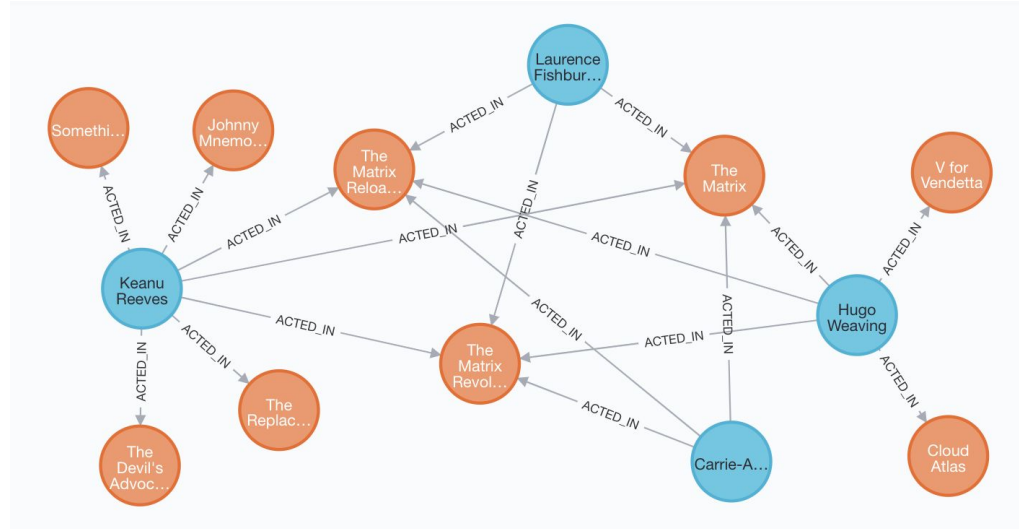 Laurence
Fishbur…
ACTED_IN
ACTED_IN
ACTED_IN
Somethi…
Johnny
Mnemo…
The
Matrix
Reloa…
The
Matrix
V for
Vendetta
ACTED_IN
ACTED_IN
ACTED_IN
ACTED_IN
ACTED_IN
ACTED_IN
ACTED_IN
ACTED_IN
Keanu
Reeves
Hugo
Weaving
ACTED_IN
ACTED_IN
ACTED_IN
ACTED_IN
ACTED_IN
ACTED_IN
The
Matrix
Revol…
ACTED_IN
ACTED_IN
The
Replac…
ACTED_IN
The
Devil's
Advoc…
Carrie-A…
Cloud
Atlas